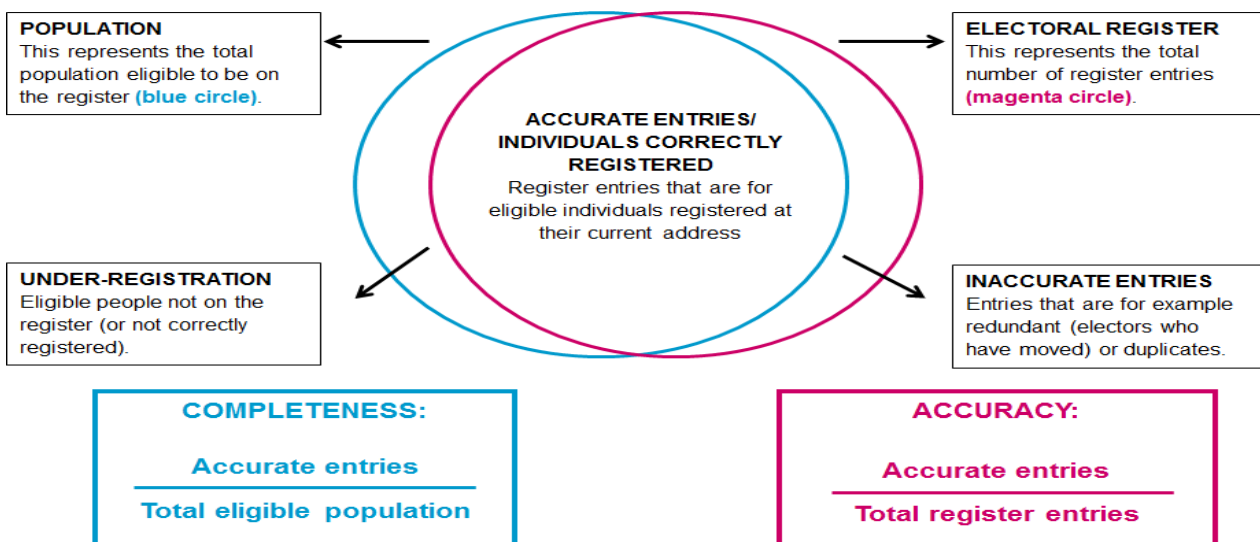 POPULATION
This represents the total
population eligible to be on
the register (blue circle).
ELECTORAL REGISTER
This represents the total
number of register entries
(magenta circle).
ACCURATE ENTRIES/
INDIVIDUALS CORRECTLY
REGISTERED
Register entries that are for
eligible individuals registered at
their current address
UNDER-REGISTRATION
Eligible people not on the
register (or not correctly
registered).
INACCURATE ENTRIES
Entries that are for example
redundant (electors who
have moved) or duplicates.
COMPLETENESS:
Accurate entries
Total eligible population
ACCURACY:
Accurate entries
Total register entries